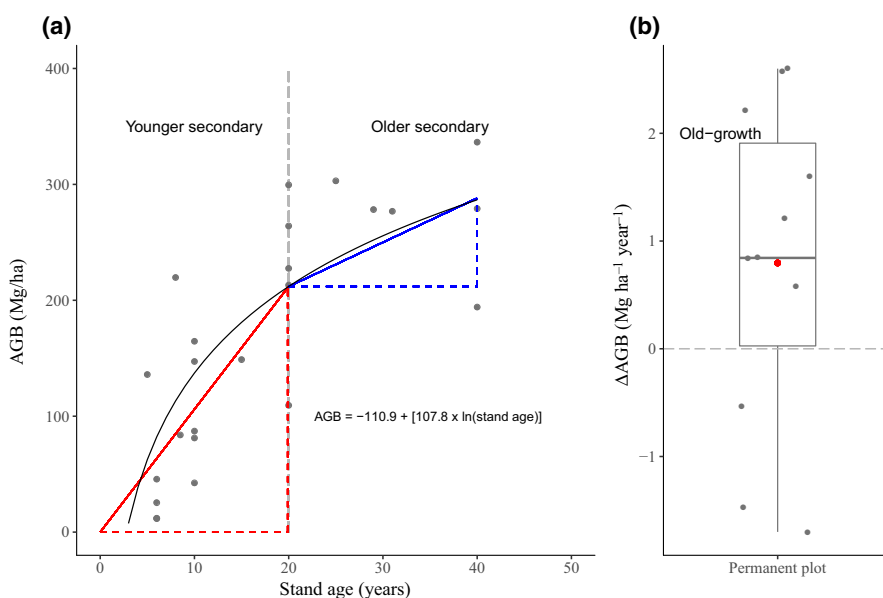 (a)
(b)
400
300
200
100
0
AGB (Mg/ha)
Younger secondary
Older secondary
AGB = −110.9 + [107.8 x ln(stand age)]
0 10 20 30 40 50
Stand age (years)
2
1
0
−1
ΔAGB (Mg ha⁻¹ year⁻¹)
Old−growth
Permanent plot